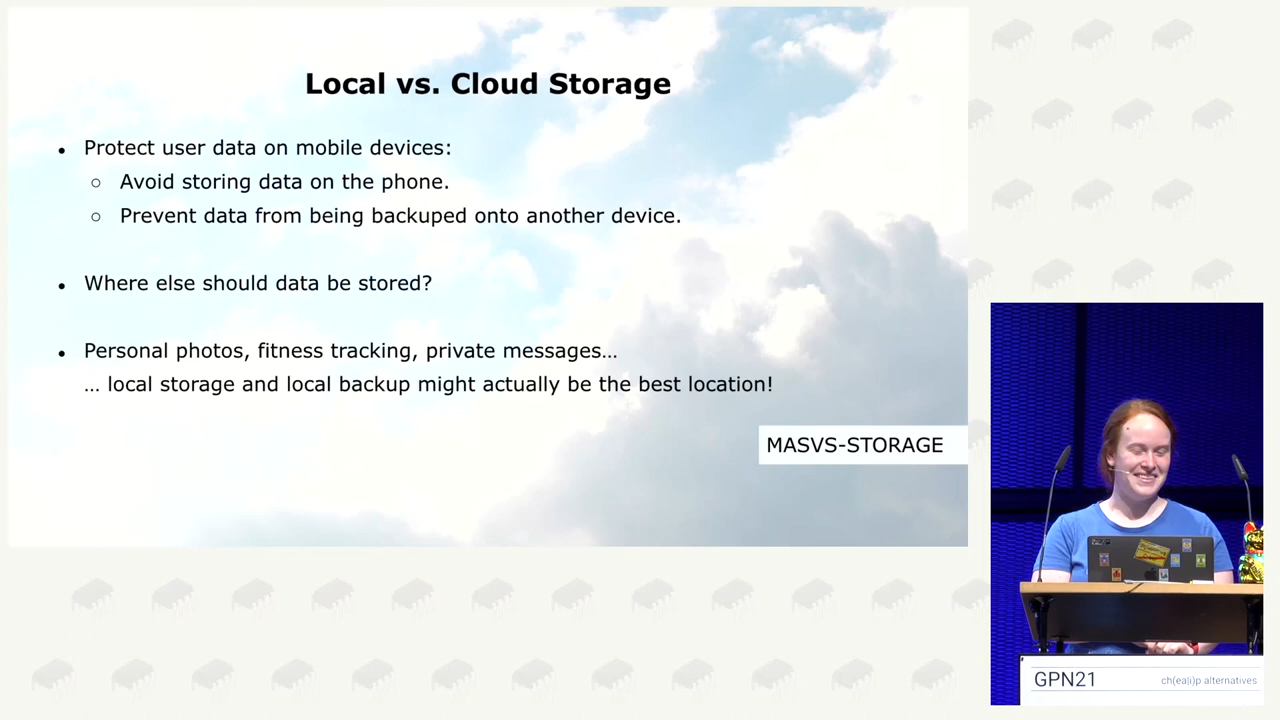 Local vs. Cloud Storage
• Protect user data on mobile devices:
○ Avoid storing data on the phone.
○ Prevent data from being backuped onto another device.
• Where else should data be stored?
• Personal photos, fitness tracking, private messages…
… local storage and local backup might actually be the best location!
MASVS-STORAGE
GPN21
ch(ea|i)p alternatives